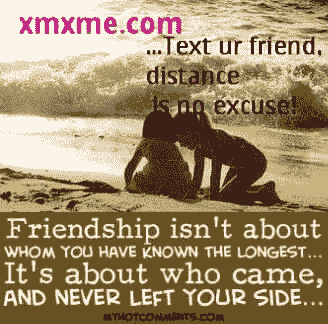 xmxme.com
...Text ur friend,
distance
is no excuse!
Friendship isn't about
WHOM YOU HAVE KNOWN THE LONGEST...
It's about who came,
AND NEVER LEFT YOUR SIDE...
MYHOTCOMMENTS.COM